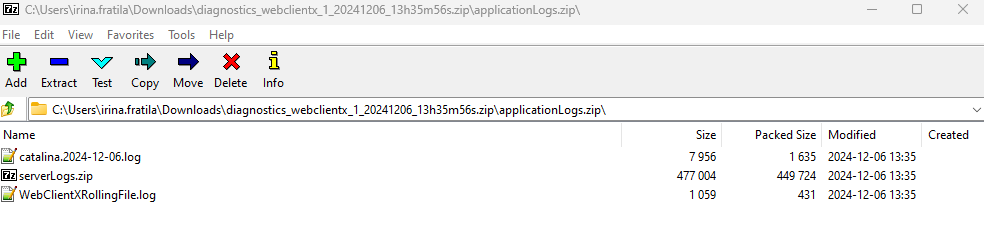 C:\Users\irina.fratila\Downloads\diagnostics_webclientx_1_20241206_13h35m56s.zip\applicationLogs.zip\
File Edit View Favorites Tools Help
Add Extract Test Copy Move Delete Info
C:\Users\irina.fratila\Downloads\diagnostics_webclientx_1_20241206_13h35m56s.zip\applicationLogs.zip\
Name Size Packed Size Modified Created
catalina.2024-12-06.log 7 956 1 635 2024-12-06 13:35
serverLogs.zip 477 004 449 724 2024-12-06 13:35
WebClientXRollingFile.log 1 059 431 2024-12-06 13:35